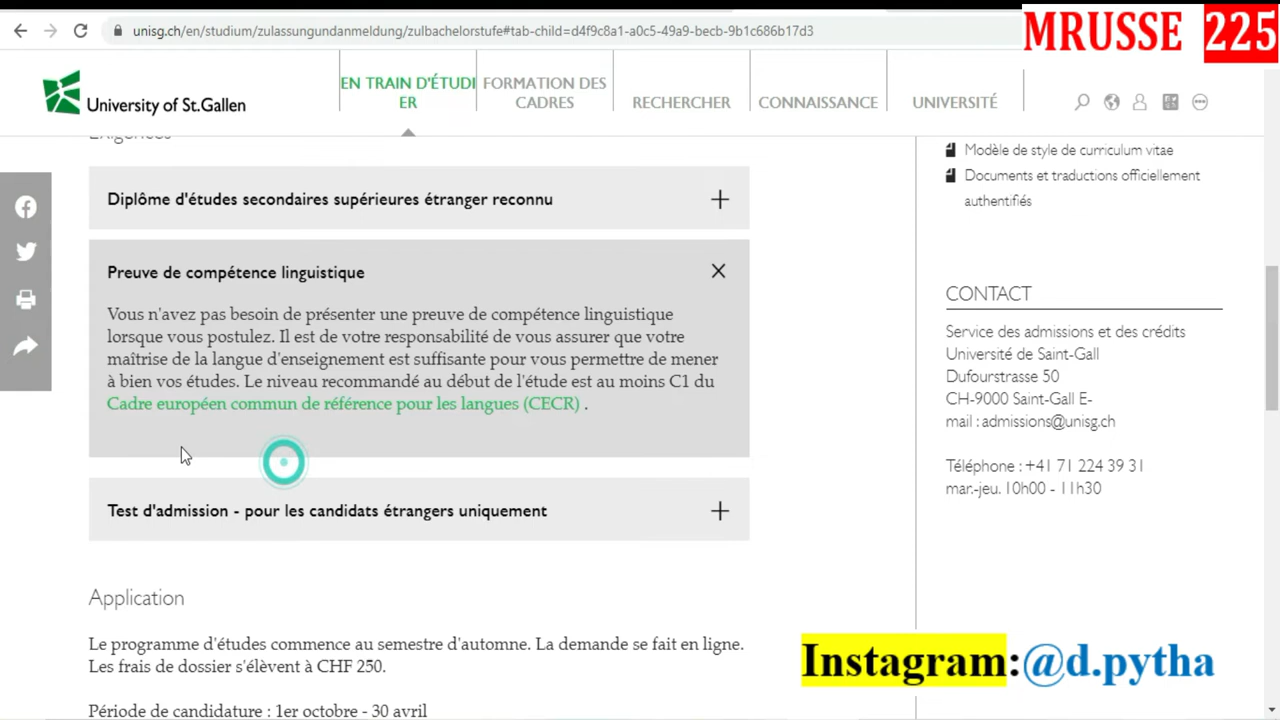 unisg.ch/en/studium/zulassungundanmeldung/zulbachelorstufe#tab-child=d4f9c8a1-a0c5-49a9-becb-9b1c686b17d3
MRUSSE 225
University of St.Gallen
EN TRAIN D'ÉTUDI
ER
FORMATION DES
CADRES
RECHERCHER
CONNAISSANCE
UNIVERSITÉ
Exigences
Diplôme d'études secondaires supérieures étranger reconnu
Preuve de compétence linguistique
Vous n'avez pas besoin de présenter une preuve de compétence linguistique
lorsque vous postulez. Il est de votre responsabilité de vous assurer que votre
maîtrise de la langue d'enseignement est suffisante pour vous permettre de mener
à bien vos études. Le niveau recommandé au début de l'étude est au moins C1 du
Cadre européen commun de référence pour les langues (CECR) .
Test d'admission - pour les candidats étrangers uniquement
Application
Le programme d'études commence au semestre d'automne. La demande se fait en ligne.
Les frais de dossier s'élèvent à CHF 250.
Période de candidature : 1er octobre - 30 avril
Modèle de style de curriculum vitae
Documents et traductions officiellement
authentifiés
CONTACT
Service des admissions et des crédits
Université de Saint-Gall
Dufourstrasse 50
CH-9000 Saint-Gall E-
mail : admissions@unisg.ch
Téléphone : +41 71 224 39 31
mar.-jeu. 10h00 - 11h30
Instagram:@d.pytha